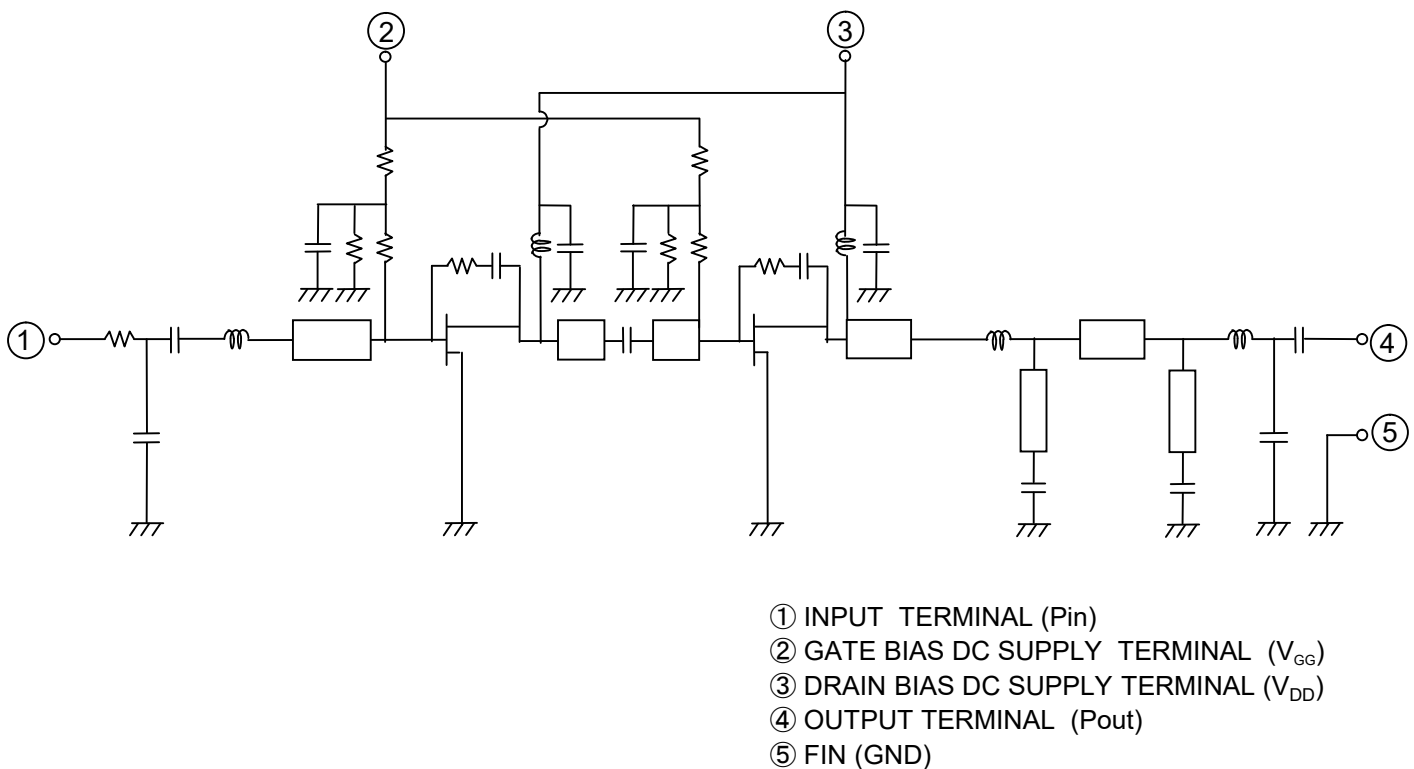 ②
③
①
④
⑤
① INPUT TERMINAL (Pin)
② GATE BIAS DC SUPPLY TERMINAL (VGG)
③ DRAIN BIAS DC SUPPLY TERMINAL (VDD)
④ OUTPUT TERMINAL (Pout)
⑤ FIN (GND)